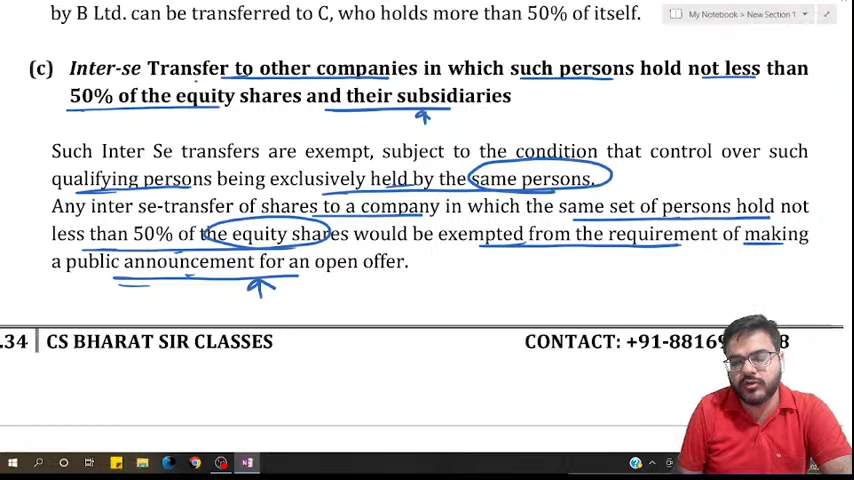 by B Ltd. can be transferred to C, who holds more than 50% of itself.
My Notebook > New Section 1
(c) Inter-se Transfer to other companies in which such persons hold not less than
50% of the equity shares and their subsidiaries
Such Inter Se transfers are exempt, subject to the condition that control over such
qualifying persons being exclusively held by the same persons.
Any inter se-transfer of shares to a company in which the same set of persons hold not
less than 50% of the equity shares would be exempted from the requirement of making
a public announcement for an open offer.
.34 CS BHARAT SIR CLASSES
CONTACT: +91-8816
8